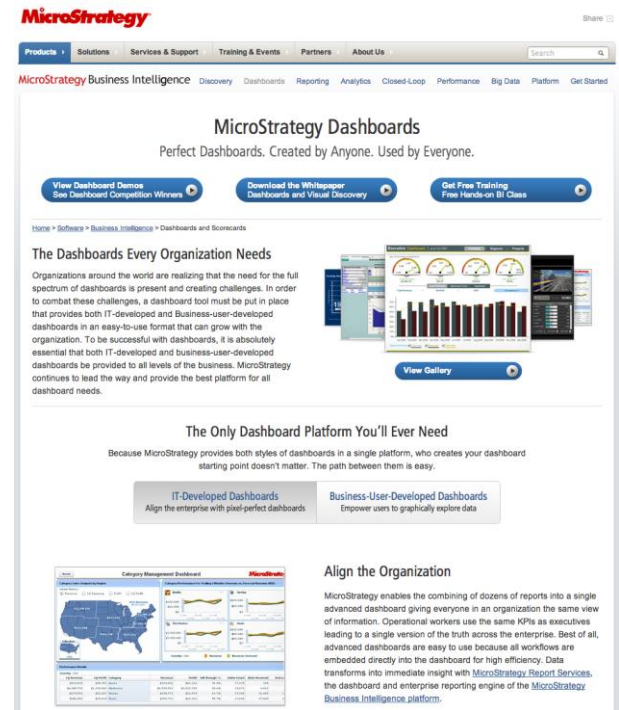 MicroStrategy
Share
Products
Solutions
Services & Support
Training & Events
Partners
About Us
Search
MicroStrategy Business Intelligence
Discovery
Dashboards
Reporting
Analytics
Closed-Loop
Performance
Big Data
Platform
Get Started
MicroStrategy Dashboards
Perfect Dashboards. Created by Anyone. Used by Everyone.
View Dashboard Demos
See Dashboard Competition Winners
Download the Whitepaper
Dashboards and Visual Discovery
Get Free Training
Free Hands-on BI Class
Home > Software > Business Intelligence > Dashboards and Scorecards
The Dashboards Every Organization Needs
Organizations around the world are realizing that the need for the full
spectrum of dashboards is present and creating challenges. In order
to combat these challenges, a dashboard tool must be put in place
that provides both IT-developed and Business-user-developed
dashboards in an easy-to-use format that can grow with the
organization. To be successful with dashboards, it is absolutely
essential that both IT-developed and business-user-developed
dashboards be provided to all levels of the business. MicroStrategy
continues to lead the way and provide the best platform for all
dashboard needs.
View Gallery
The Only Dashboard Platform You'll Ever Need
Because MicroStrategy provides both styles of dashboards in a single platform, who creates your dashboard
starting point doesn't matter. The path between them is easy.
IT-Developed Dashboards
Align the enterprise with pixel-perfect dashboards
Business-User-Developed Dashboards
Empower users to graphically explore data
Category Management Dashboard
Align the Organization
MicroStrategy enables the combining of dozens of reports into a single
advanced dashboard giving everyone in an organization the same view
of information. Operational workers use the same KPIs as executives
leading to a single version of the truth across the enterprise. Best of all,
advanced dashboards are easy to use because all workflows are
embedded directly into the dashboard for high efficiency. Data
transforms into immediate insight with MicroStrategy Report Services,
the dashboard and enterprise reporting engine of the MicroStrategy
Business Intelligence platform.